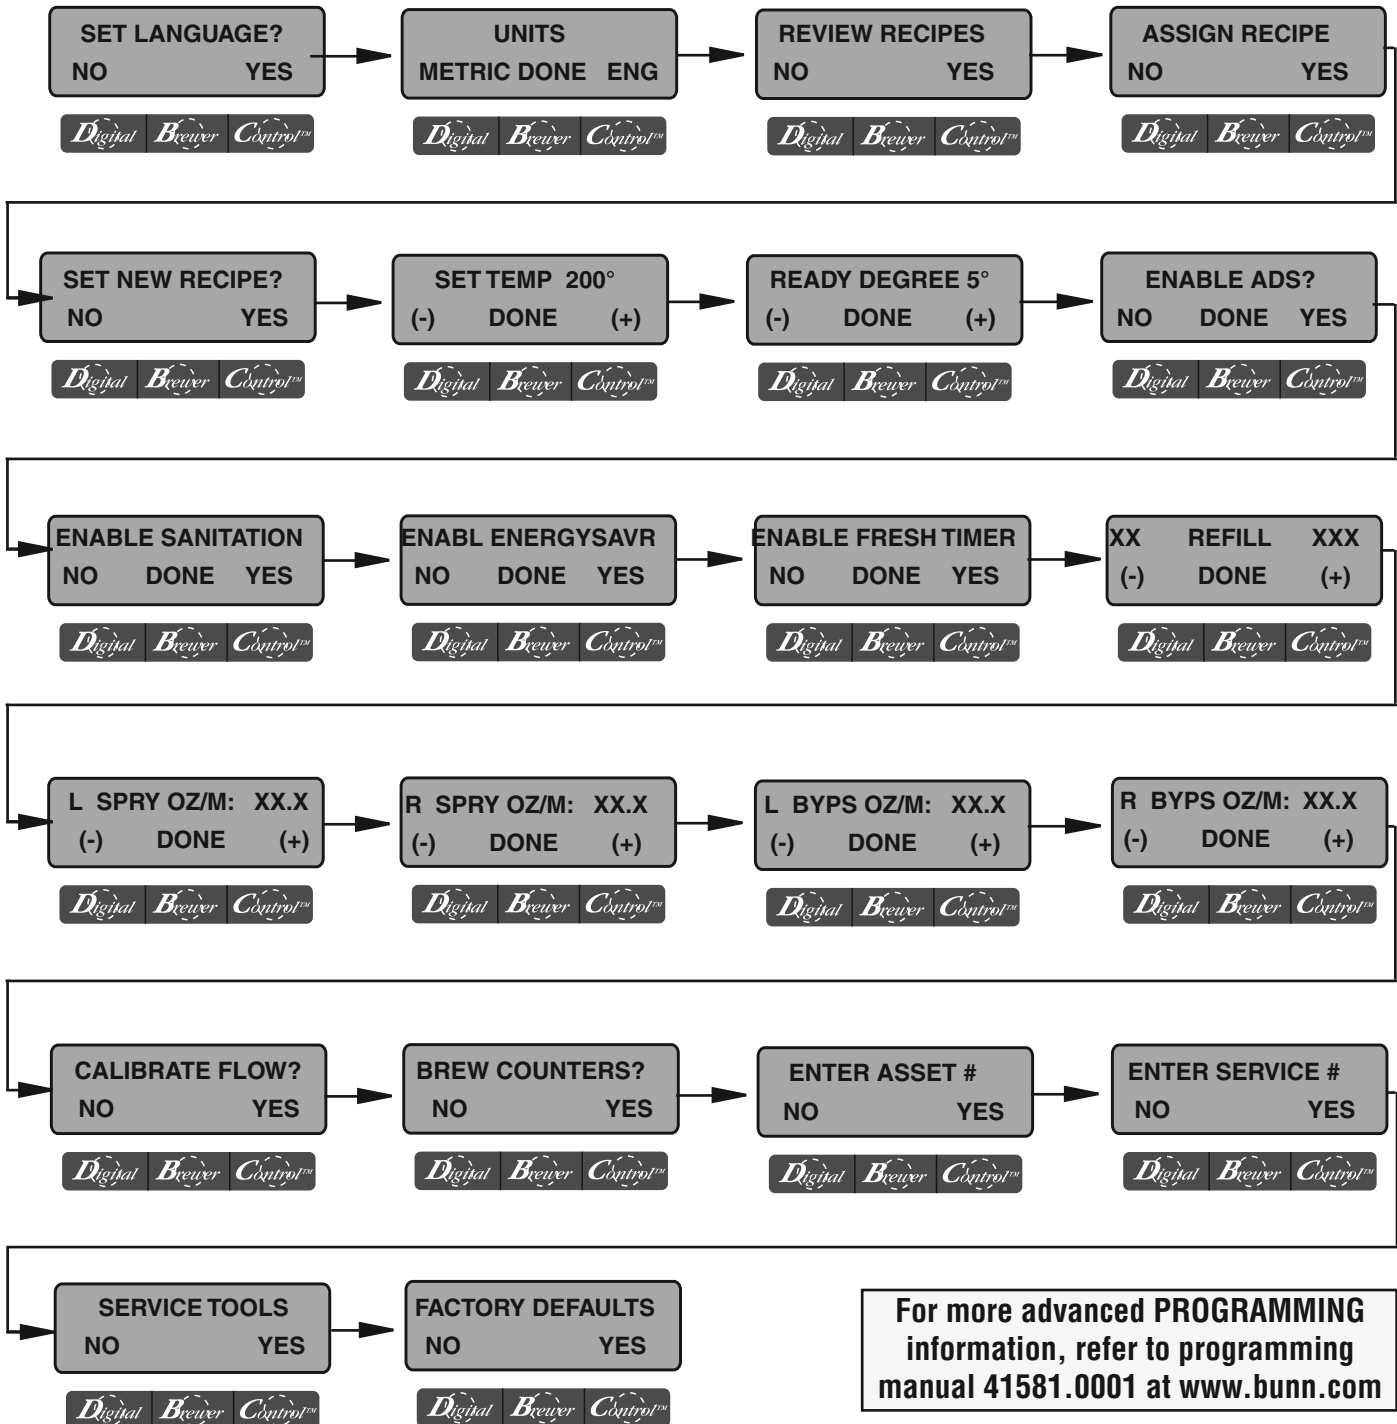 SET LANGUAGE?
NO YES
Digital Brewer Control™
UNITS
METRIC DONE ENG
Digital Brewer Control™
REVIEW RECIPES
NO YES
Digital Brewer Control™
ASSIGN RECIPE
NO YES
Digital Brewer Control™
SET NEW RECIPE?
NO YES
Digital Brewer Control™
SET TEMP 200°
(-) DONE (+)
Digital Brewer Control™
READY DEGREE 5°
(-) DONE (+)
Digital Brewer Control™
ENABLE ADS?
NO DONE YES
Digital Brewer Control™
ENABLE SANITATION
NO DONE YES
Digital Brewer Control™
ENABL ENERGYSAVR
NO DONE YES
Digital Brewer Control™
ENABLE FRESH TIMER
NO DONE YES
Digital Brewer Control™
XX REFILL XXX
(-) DONE (+)
Digital Brewer Control™
L SPRY OZ/M: XX.X
(-) DONE (+)
Digital Brewer Control™
R SPRY OZ/M: XX.X
(-) DONE (+)
Digital Brewer Control™
L BYPS OZ/M: XX.X
(-) DONE (+)
Digital Brewer Control™
R BYPS OZ/M: XX.X
(-) DONE (+)
Digital Brewer Control™
CALIBRATE FLOW?
NO YES
Digital Brewer Control™
BREW COUNTERS?
NO YES
Digital Brewer Control™
ENTER ASSET #
NO YES
Digital Brewer Control™
ENTER SERVICE #
NO YES
Digital Brewer Control™
SERVICE TOOLS
NO YES
Digital Brewer Control™
FACTORY DEFAULTS
NO YES
Digital Brewer Control™
For more advanced PROGRAMMING
information, refer to programming
manual 41581.0001 at www.bunn.com